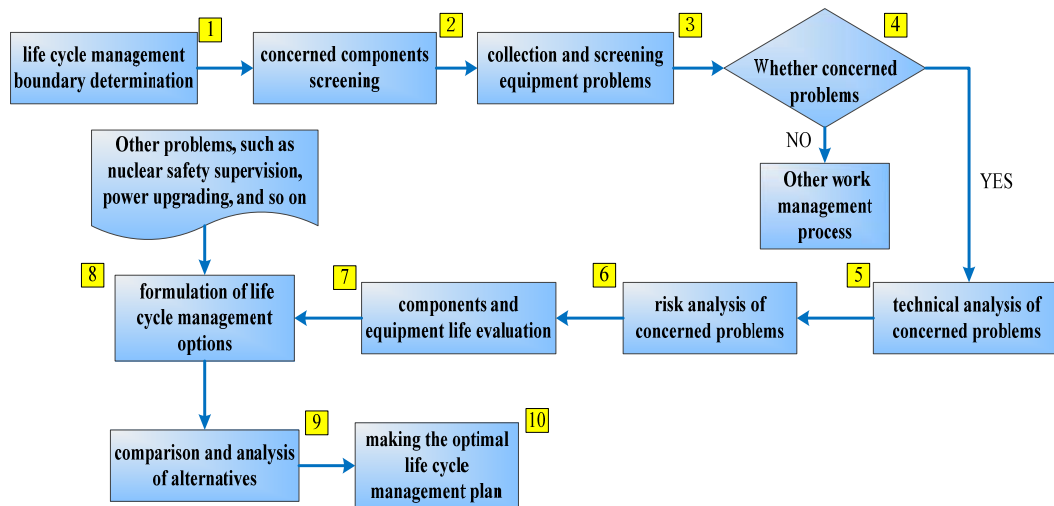 1
life cycle management
boundary determination
2
concerned components
screening
3
collection and screening
equipment problems
4
Whether concerned
problems
NO
YES
Other work
management
process
Other problems, such as
nuclear safety supervision,
power upgrading, and so on
5
technical analysis of
concerned problems
6
risk analysis of
concerned problems
7
components and
equipment life evaluation
8
formulation of life
cycle management
options
9
comparison and analysis
of alternatives
10
making the optimal
life cycle
management plan